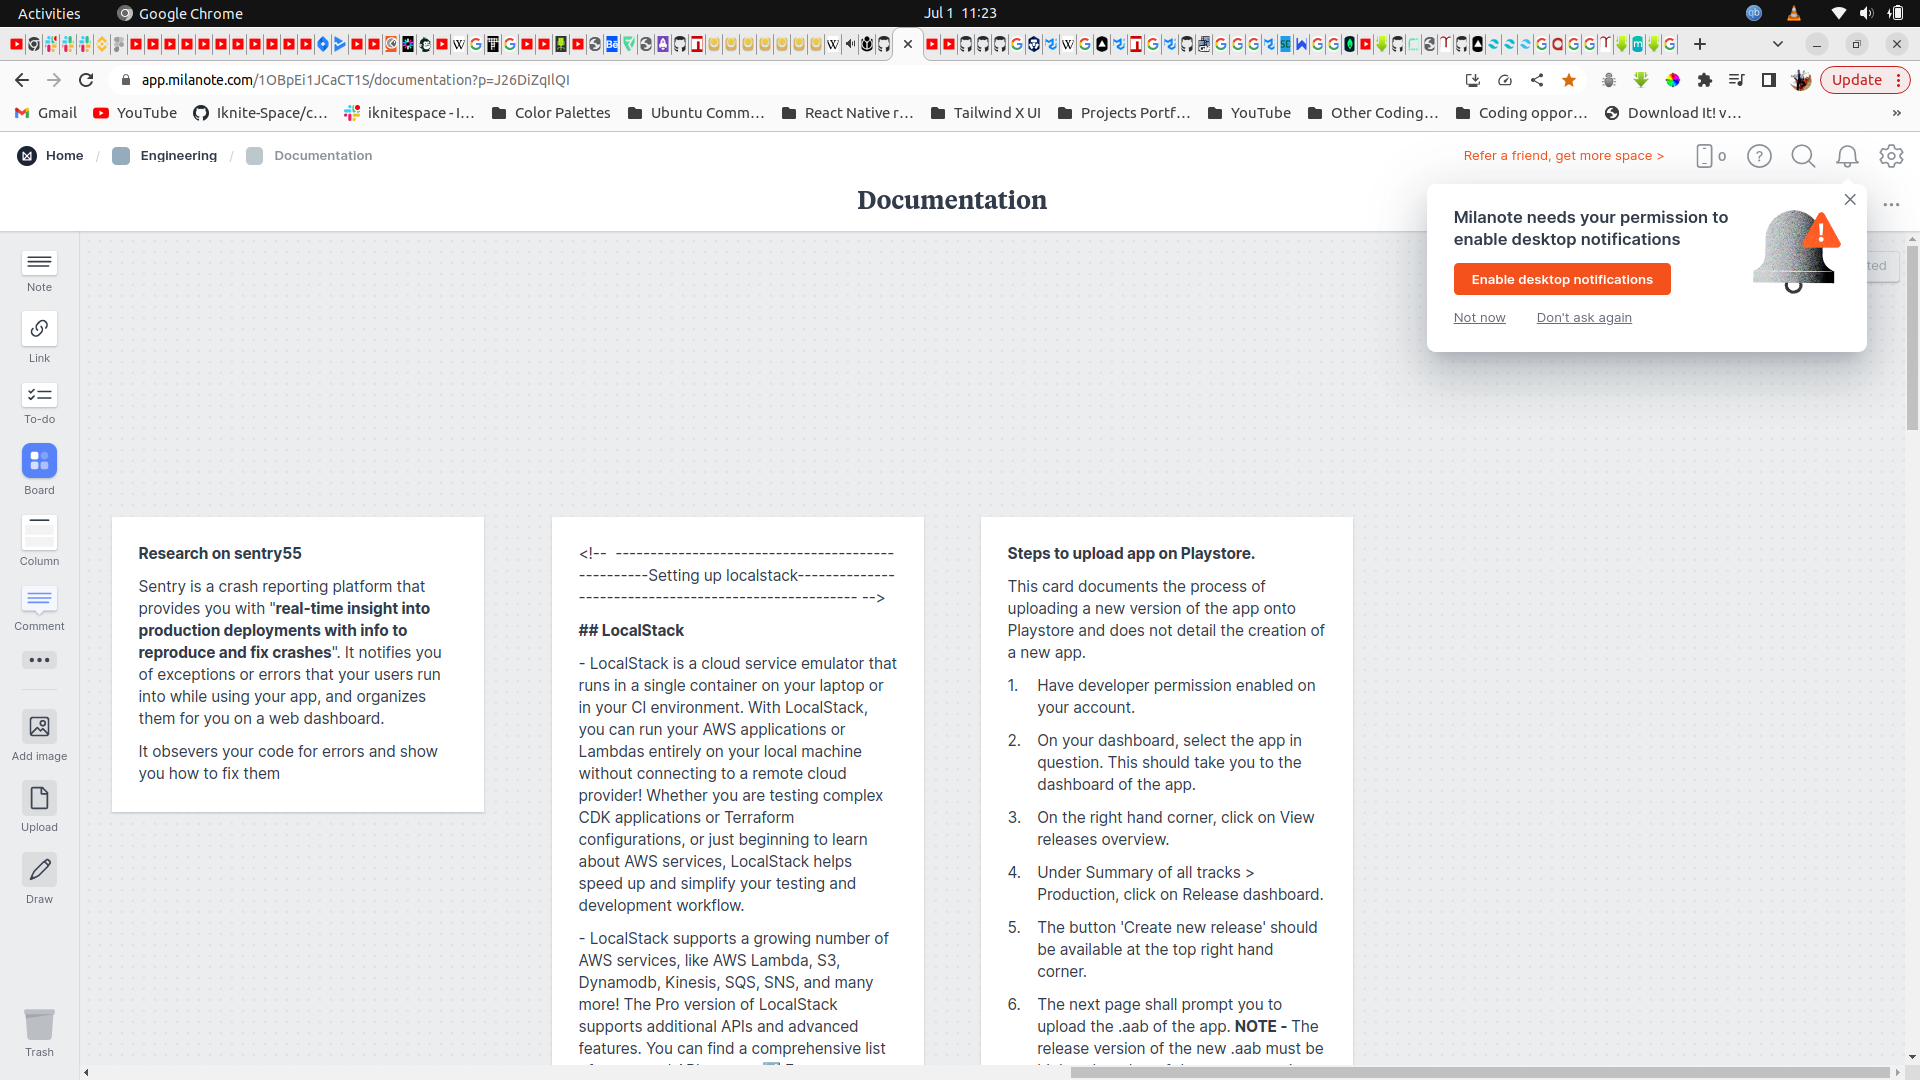 Activities
Google Chrome
Jul 1 11:23
app.milanote.com/1OBpEi1JCaCT1S/documentation?p=J26DiZqIlQI
Update
Gmail
YouTube
Iknite-Space/c...
iknitespace - I...
Color Palettes
Ubuntu Comm...
React Native r...
Tailwind X UI
Projects Portf...
YouTube
Other Coding...
Coding oppor...
Download It! v...
»
Home / Engineering / Documentation
Refer a friend, get more space >
0
Documentation
Milanote needs your permission to
enable desktop notifications
Enable desktop notifications
Not now
Don't ask again
Note
Link
To-do
Board
Column
Comment
Add image
Upload
Draw
Trash
Research on sentry55
Sentry is a crash reporting platform that
provides you with "real-time insight into
production deployments with info to
reproduce and fix crashes". It notifies you
of exceptions or errors that your users run
into while using your app, and organizes
them for you on a web dashboard.
It obsevers your code for errors and show
you how to fix them
<!-- ----------------------------------------
----------Setting up localstack--------------
---------------------------------------- -->
## LocalStack
- LocalStack is a cloud service emulator that
runs in a single container on your laptop or
in your CI environment. With LocalStack,
you can run your AWS applications or
Lambdas entirely on your local machine
without connecting to a remote cloud
provider! Whether you are testing complex
CDK applications or Terraform
configurations, or just beginning to learn
about AWS services, LocalStack helps
speed up and simplify your testing and
development workflow.
- LocalStack supports a growing number of
AWS services, like AWS Lambda, S3,
Dynamodb, Kinesis, SQS, SNS, and many
more! The Pro version of LocalStack
supports additional APIs and advanced
features. You can find a comprehensive list
Steps to upload app on Playstore.
This card documents the process of
uploading a new version of the app onto
Playstore and does not detail the creation of
a new app.
1. Have developer permission enabled on
your account.
2. On your dashboard, select the app in
question. This should take you to the
dashboard of the app.
3. On the right hand corner, click on View
releases overview.
4. Under Summary of all tracks >
Production, click on Release dashboard.
5. The button 'Create new release' should
be available at the top right hand
corner.
6. The next page shall prompt you to
upload the .aab of the app. NOTE - The
release version of the new .aab must be